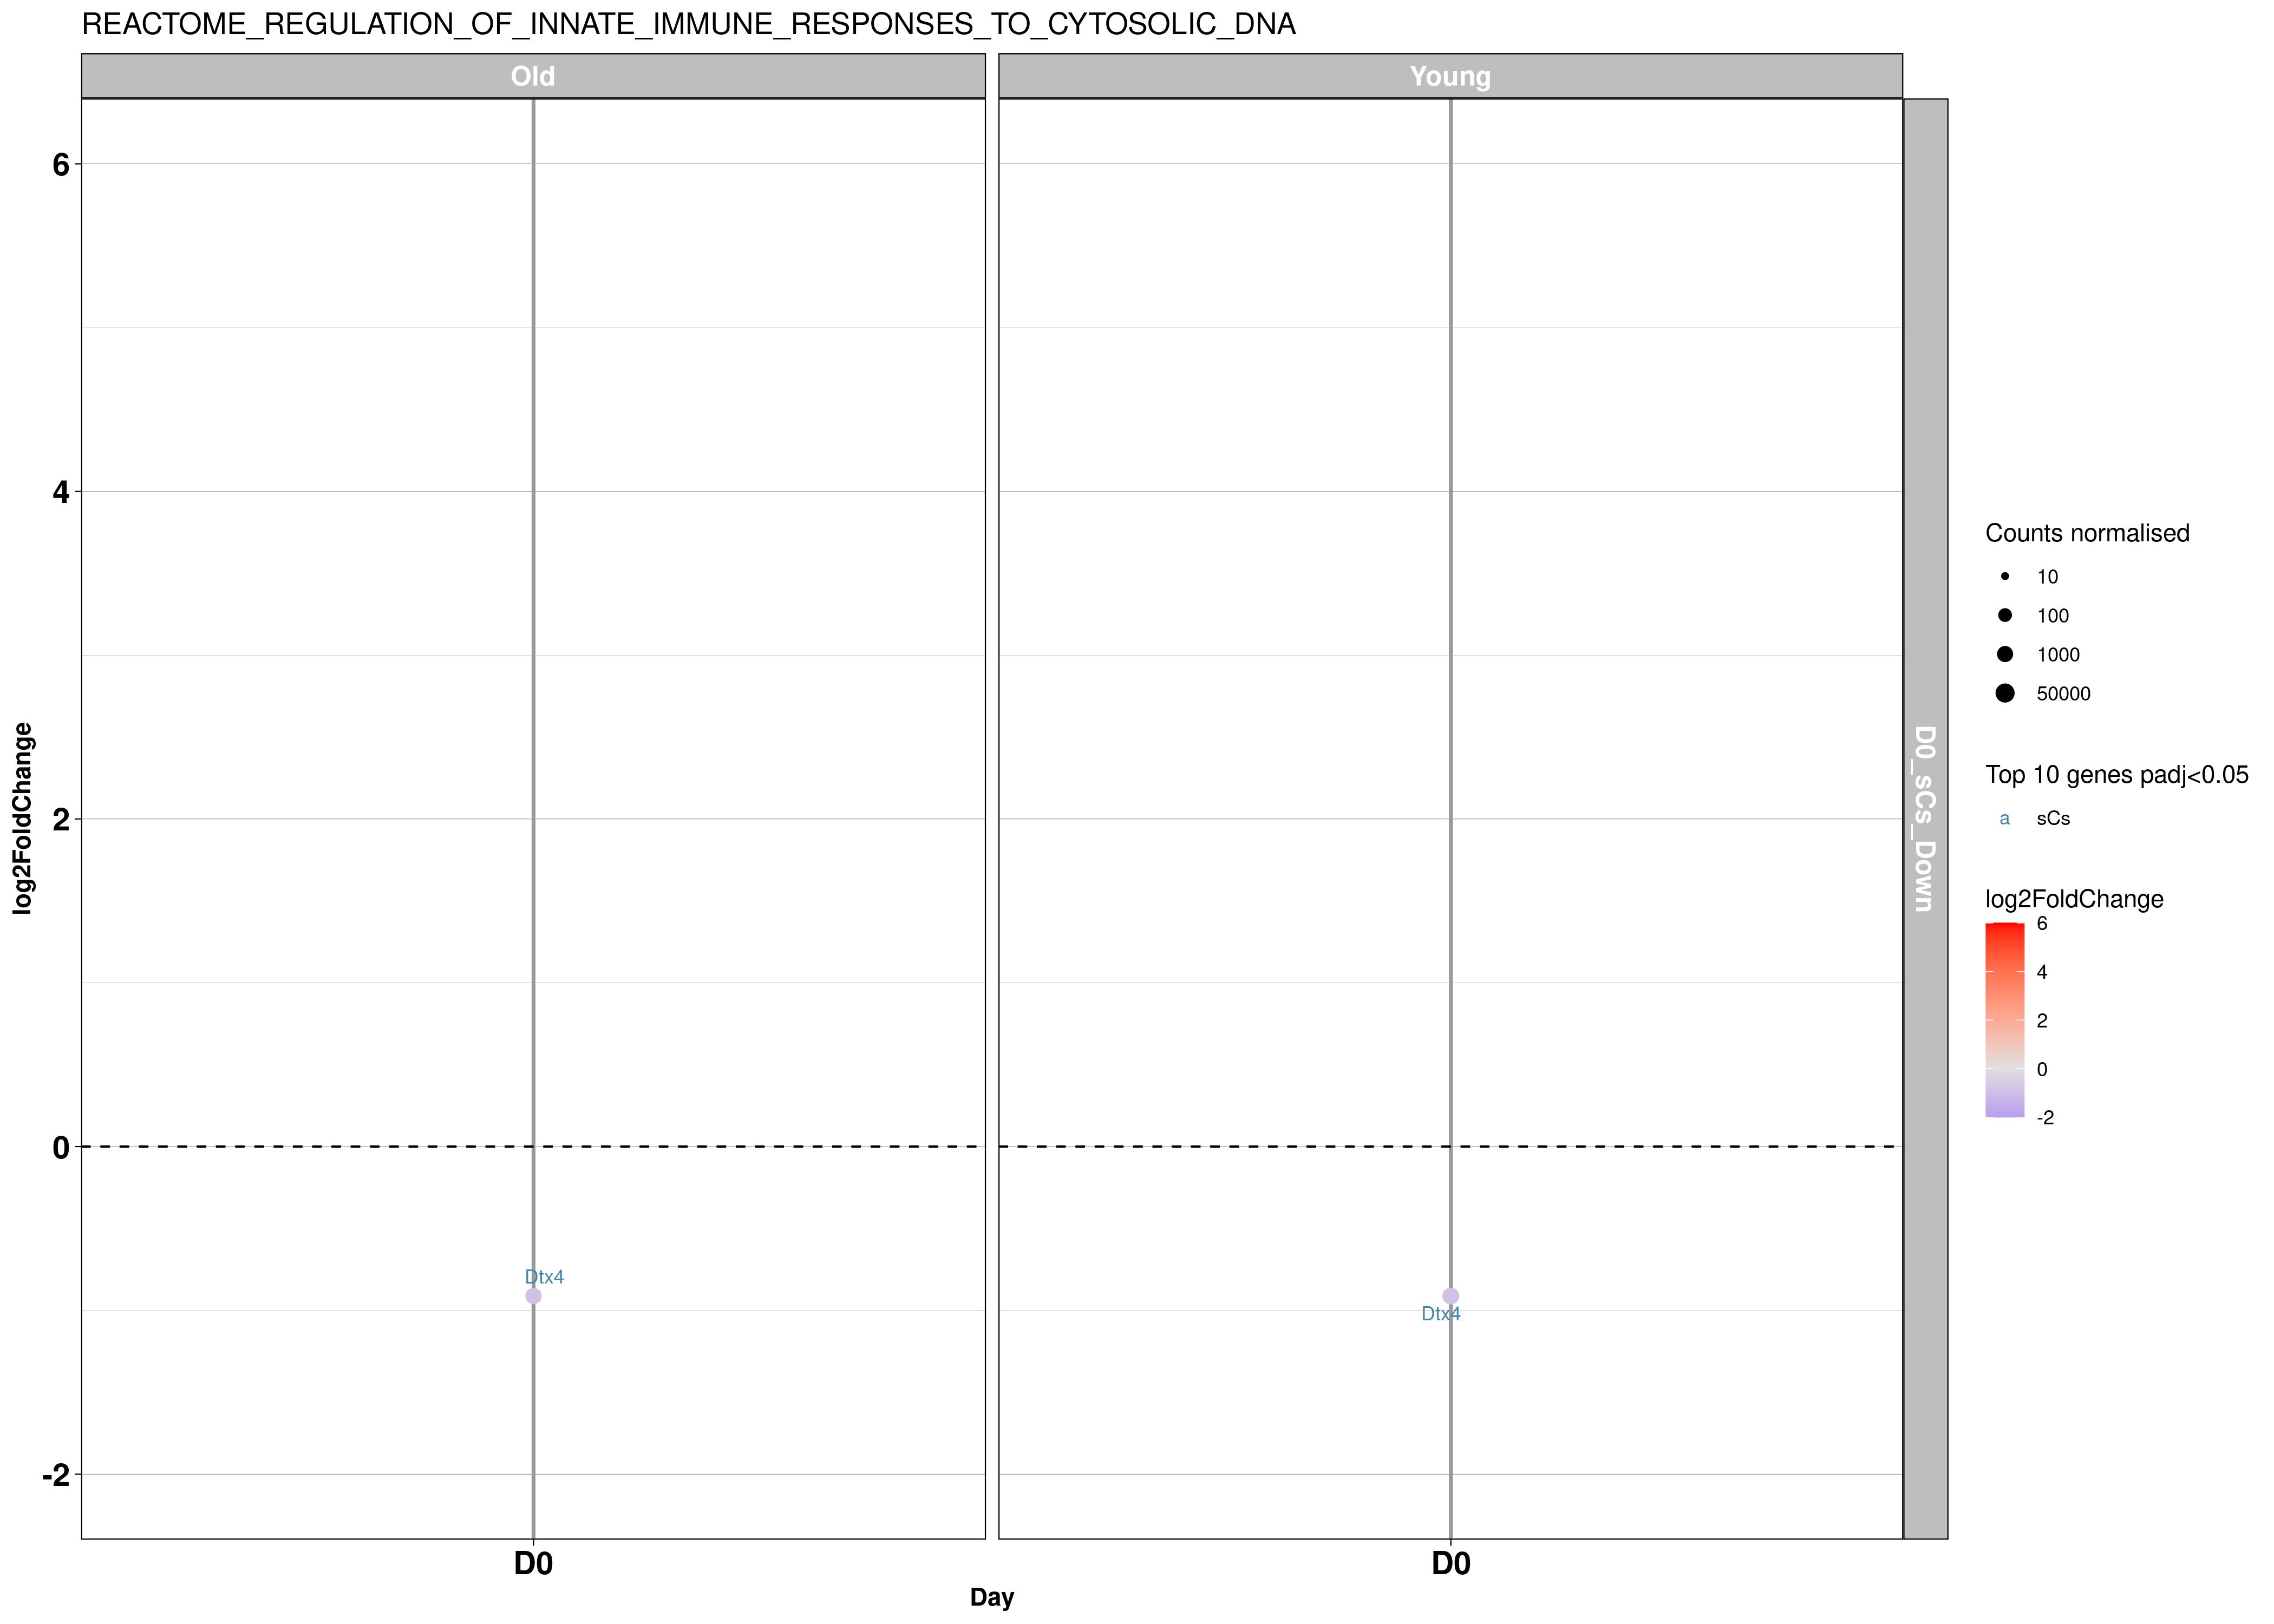 REACTOME_REGULATION_OF_INNATE_IMMUNE_RESPONSES_TO_CYTOSOLIC_DNA
Old
Young
6
4
2
0
-2
log2FoldChange
Dtx4
Dtx4
D0
D0
Day
D0_sCs_Down
Counts normalised
10
100
1000
50000
Top 10 genes padj<0.05
a sCs
log2FoldChange
6
4
2
0
-2